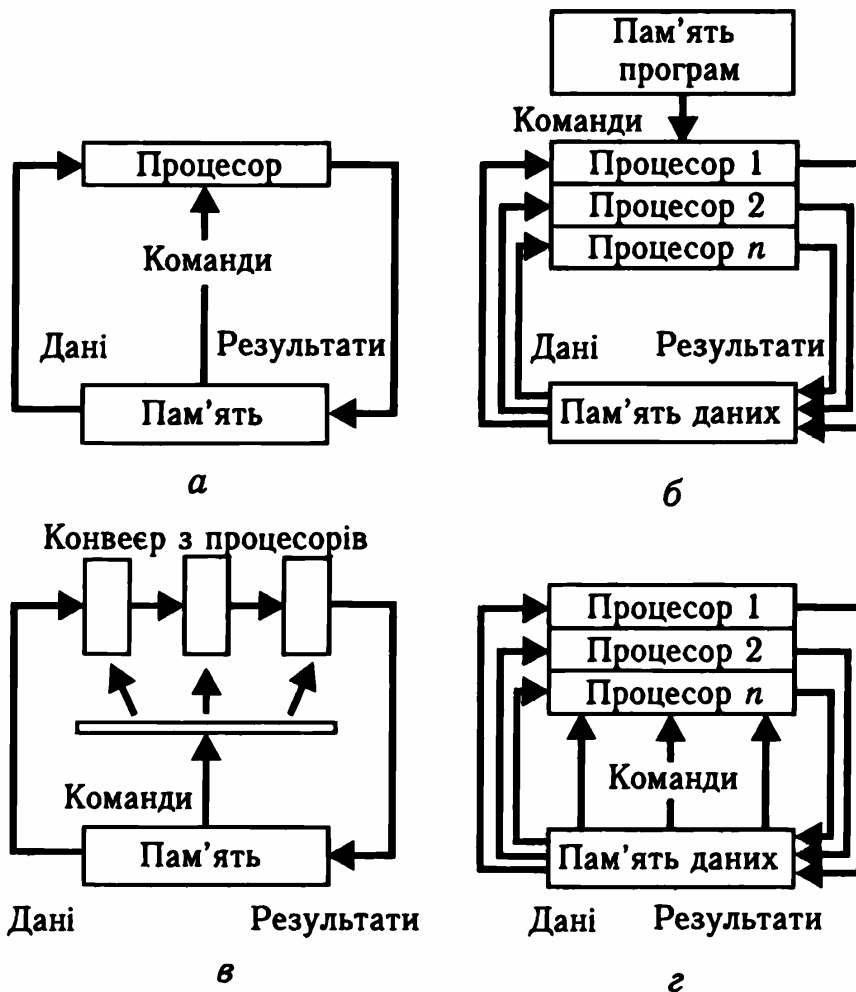 Процесор
Команди
Дані
Результати
Пам'ять
а
Пам'ять
програм
Команди
Процесор 1
Процесор 2
Процесор n
Дані
Результати
Пам'ять даних
б
Конвеєр з процесорів
Команди
Пам'ять
Дані
Результати
в
Процесор 1
Процесор 2
Процесор n
Команди
Пам'ять даних
Дані
Результати
г